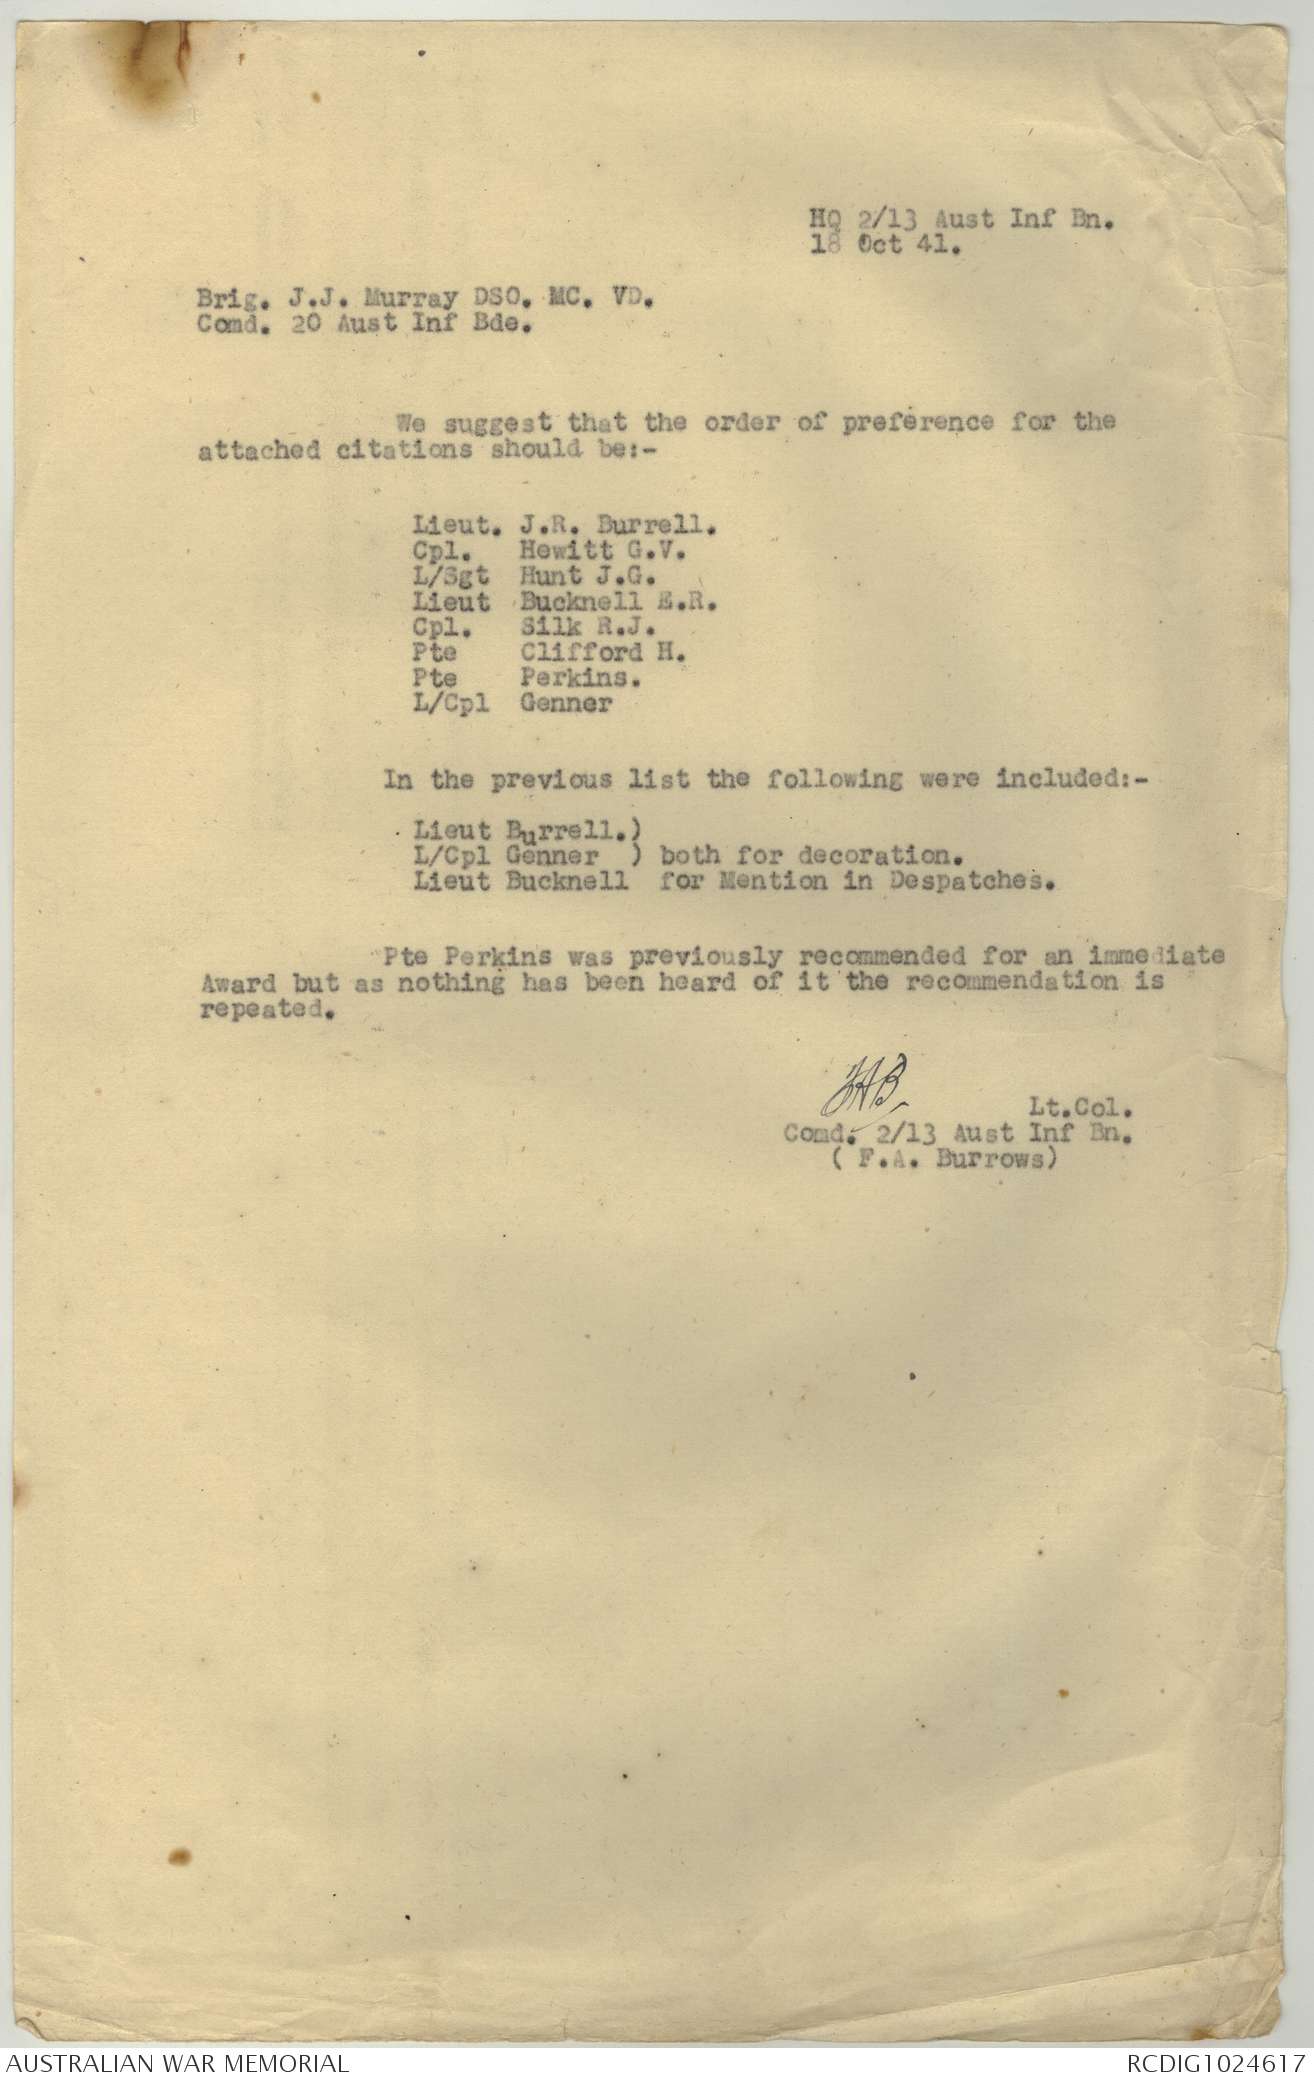 HQ 2/13 Aust Inf Bn.
18 Oct 41.
Brig. J.J. Murray DSO. MC. VD.
Comd. 20 Aust Inf Bde.
We suggest that the order of preference for the
attached citations should be:-
Lieut. J.R. Burrell.
Cpl. Hewitt G.V.
L/Sgt Hunt J.G.
Lieut Bucknell E.R.
Cpl. Silk R.J.
Pte Clifford H.
Pte Perkins.
L/Cpl Genner
In the previous list the following were included:-
Lieut Burrell.)
L/Cpl Genner ) both for decoration.
Lieut Bucknell for Mention in Despatches.
Pte Perkins was previously recommended for an immediate
Award but as nothing has been heard of it the recommendation is
repeated.
FAB. Lt.Col.
Comd. 2/13 Aust Inf Bn.
( F.A. Burrows)
AUSTRALIAN WAR MEMORIAL RCDIG1024617